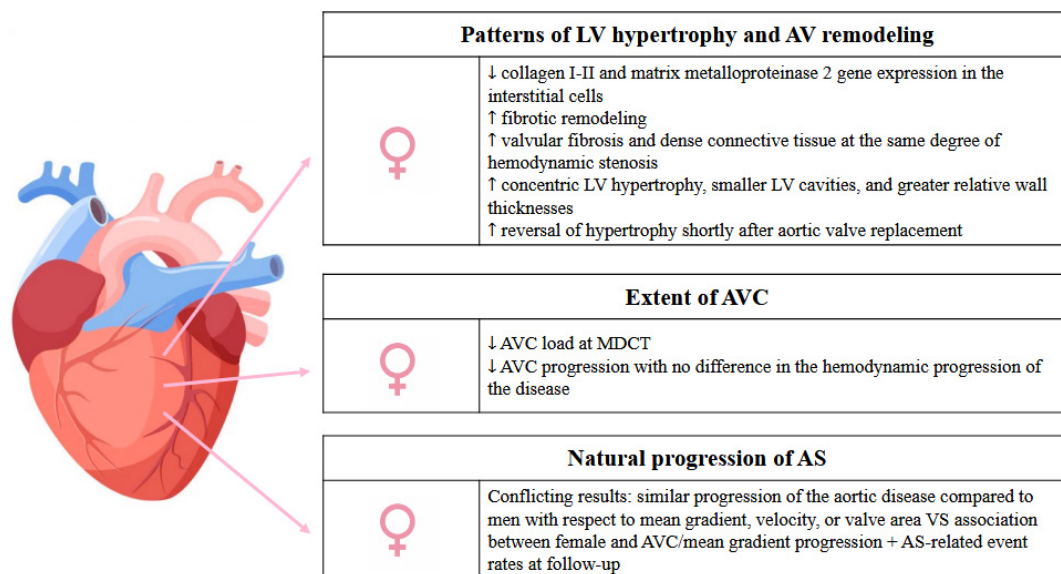 Patterns of LV hypertrophy and AV remodeling
↓ collagen I-II and matrix metalloproteinase 2 gene expression in the
interstitial cells
↑ fibrotic remodeling
↑ valvular fibrosis and dense connective tissue at the same degree of
hemodynamic stenosis
↑ concentric LV hypertrophy, smaller LV cavities, and greater relative wall
thicknesses
↑ reversal of hypertrophy shortly after aortic valve replacement
Extent of AVC
↓ AVC load at MDCT
↓ AVC progression with no difference in the hemodynamic progression of
the disease
Natural progression of AS
Conflicting results: similar progression of the aortic disease compared to
men with respect to mean gradient, velocity, or valve area VS association
between female and AVC/mean gradient progression + AS-related event
rates at follow-up